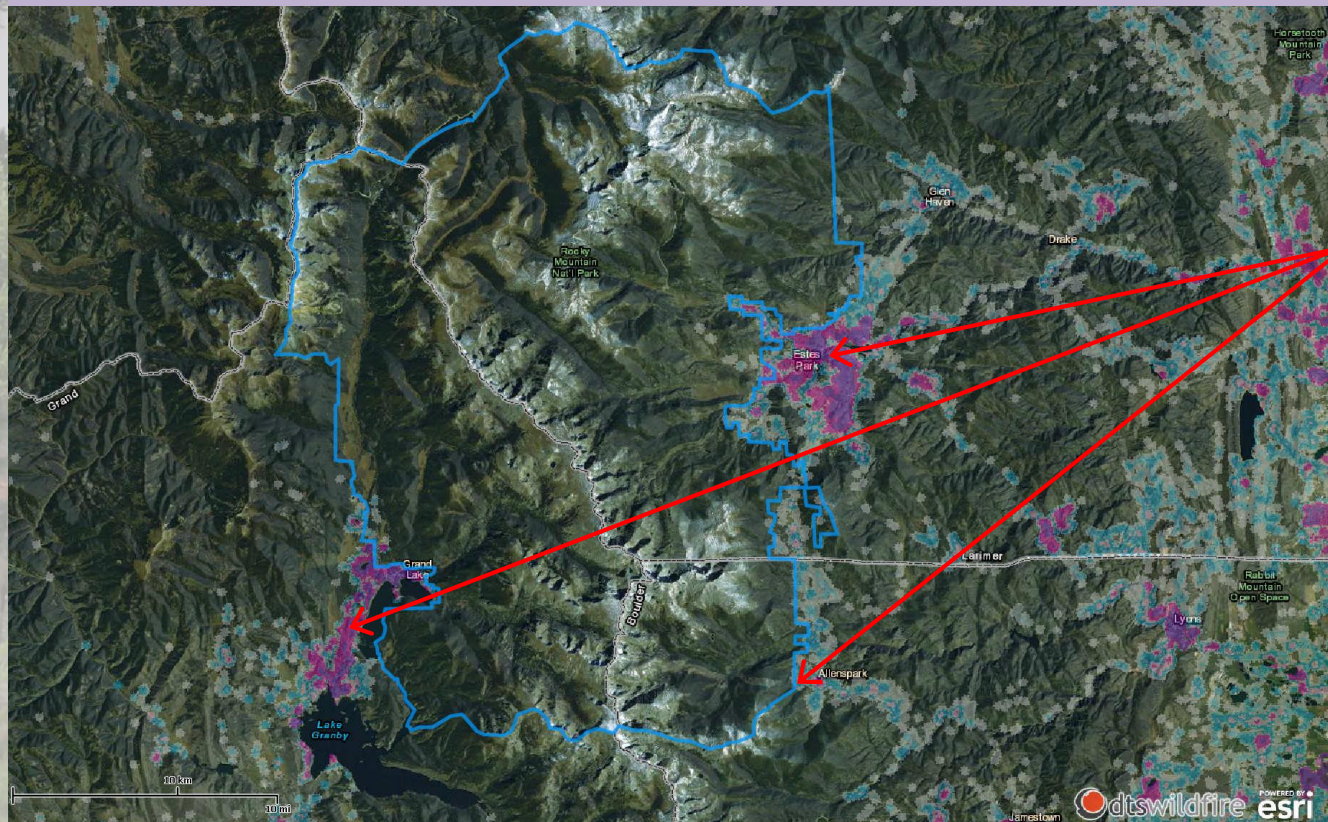 Horsetooth
Mountain
Park
Glen
Haven
Drake
Rocky
Mountain
Nat'l Park
Estes
Park
Grand
Larimer
Grand
Lake
Boulder
Rabbit
Mountain
Open Space
Lyons
Allenspark
Lake
Granby
10 km
10 mi
Jamestown
dtswildfire
POWERED BY
esri